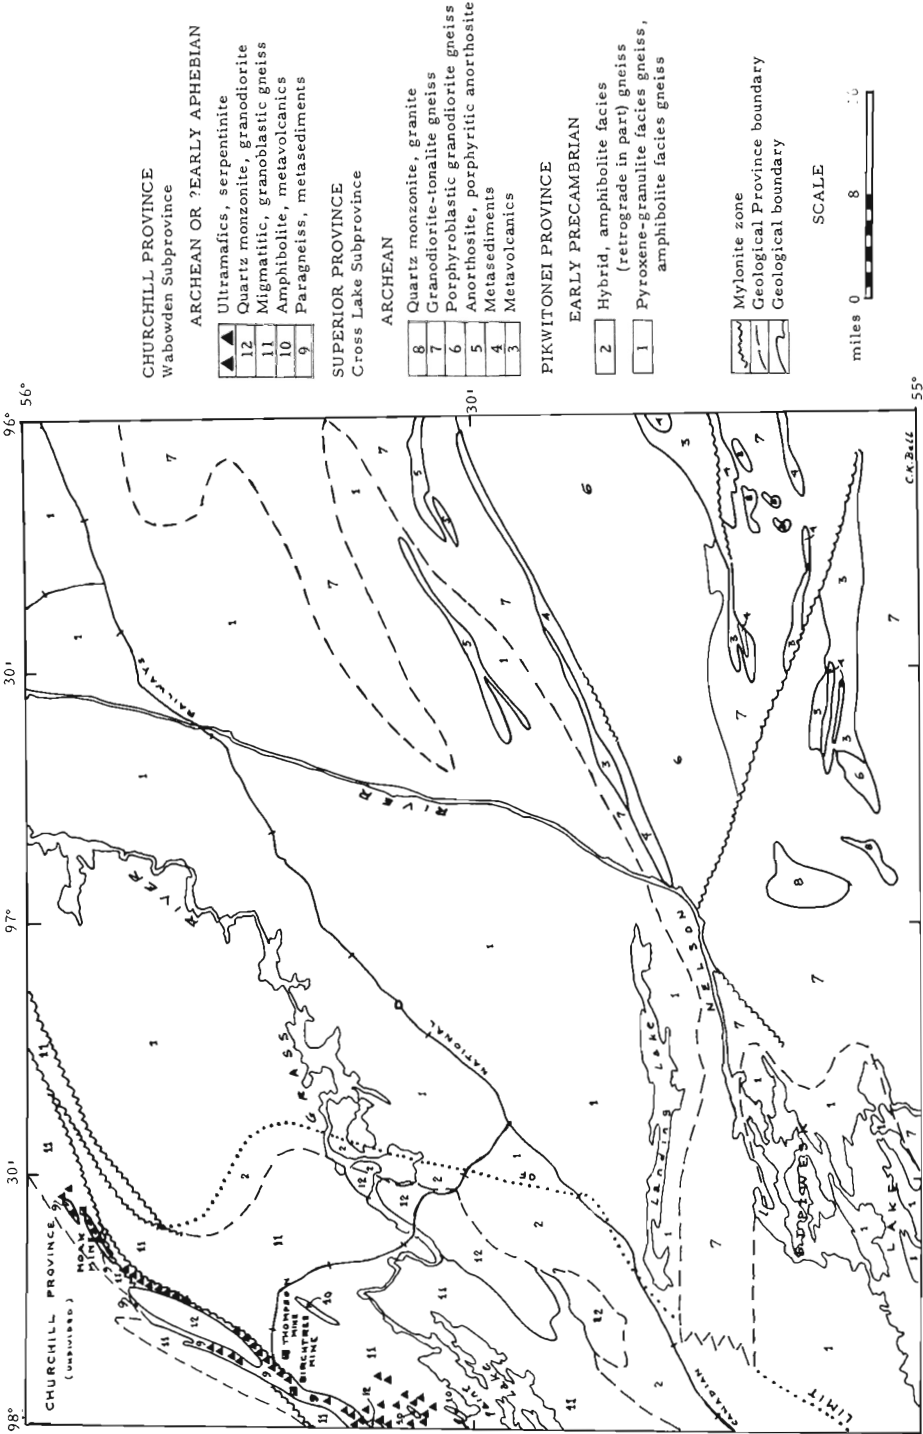 CHURCHILL PROVINCE
Wabowden Subprovince
ARCHEAN OR ?EARLY APHEBIAN
Ultramafics, serpentinite
12 Quartz monzonite, granodiorite
11 Migmatitic, granoblastic gneiss
10 Amphibolite, metavolcanics
9 Paragneiss, metasediments
SUPERIOR PROVINCE
Cross Lake Subprovince
ARCHEAN
8 Quartz monzonite, granite
7 Granodiorite-tonalite gneiss
6 Porphyroblastic granodiorite gneiss
5 Anorthosite, porphyritic anorthosite
4 Metasediments
3 Metavolcanics
PIKWITONEI PROVINCE
EARLY PRECAMBRIAN
2 Hybrid, amphibolite facies
(retrograde in part) gneiss
1 Pyroxene-granulite facies gneiss,
amphibolite facies gneiss
Mylonite zone
Geological Province boundary
Geological boundary
SCALE
miles 0 8
98°
30'
97°
30'
96°
56°
30'
55°
CHURCHILL PROVINCE
(UNDIVIDED)
MOAK
MINE
THOMPSON
MINE
BIRCHTREE
MINE
GRASS
RIVER
CANADIAN
NATIONAL
RAILWAYS
NELSON
RIVER
Landing Lake
SIPIWESK
LAKE
LIMIT
C.K. Bell